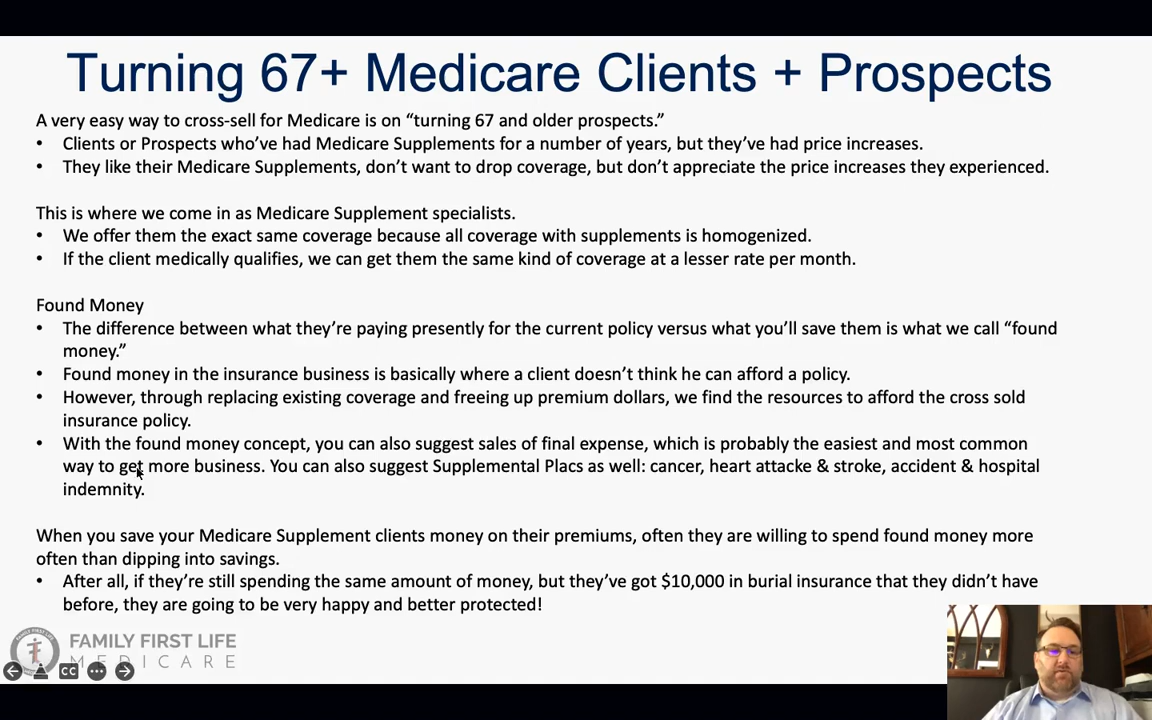 Turning 67+ Medicare Clients + Prospects
A very easy way to cross-sell for Medicare is on “turning 67 and older prospects.”
• Clients or Prospects who’ve had Medicare Supplements for a number of years, but they’ve had price increases.
• They like their Medicare Supplements, don’t want to drop coverage, but don’t appreciate the price increases they experienced.
This is where we come in as Medicare Supplement specialists.
• We offer them the exact same coverage because all coverage with supplements is homogenized.
• If the client medically qualifies, we can get them the same kind of coverage at a lesser rate per month.
Found Money
• The difference between what they’re paying presently for the current policy versus what you’ll save them is what we call “found
money.”
• Found money in the insurance business is basically where a client doesn’t think he can afford a policy.
• However, through replacing existing coverage and freeing up premium dollars, we find the resources to afford the cross sold
insurance policy.
• With the found money concept, you can also suggest sales of final expense, which is probably the easiest and most common
way to get more business. You can also suggest Supplemental Placs as well: cancer, heart attacke & stroke, accident & hospital
indemnity.
When you save your Medicare Supplement clients money on their premiums, often they are willing to spend found money more
often than dipping into savings.
• After all, if they’re still spending the same amount of money, but they’ve got $10,000 in burial insurance that they didn’t have
before, they are going to be very happy and better protected!
FAMILY FIRST LIFE
MEDICARE
CC